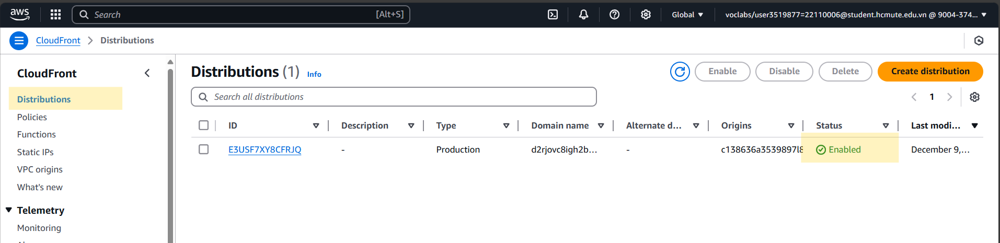 aws
Search [Alt+S] Global voclabs/user3519877=22110006@student.hcmute.edu.vn @ 9004-374...
CloudFront Distributions
CloudFront
Distributions
Policies
Functions
Static IPs
VPC origins
What's new
Telemetry
Monitoring
Distributions (1) Info
Enable Disable Delete Create distribution
Search all distributions
1
ID Description Type Domain name Alternate d... Origins Status Last modi...
E3USF7XY8CFRJQ - Production d2rjovc8igh2b... - c138636a3539897l8 Enabled December 9,...